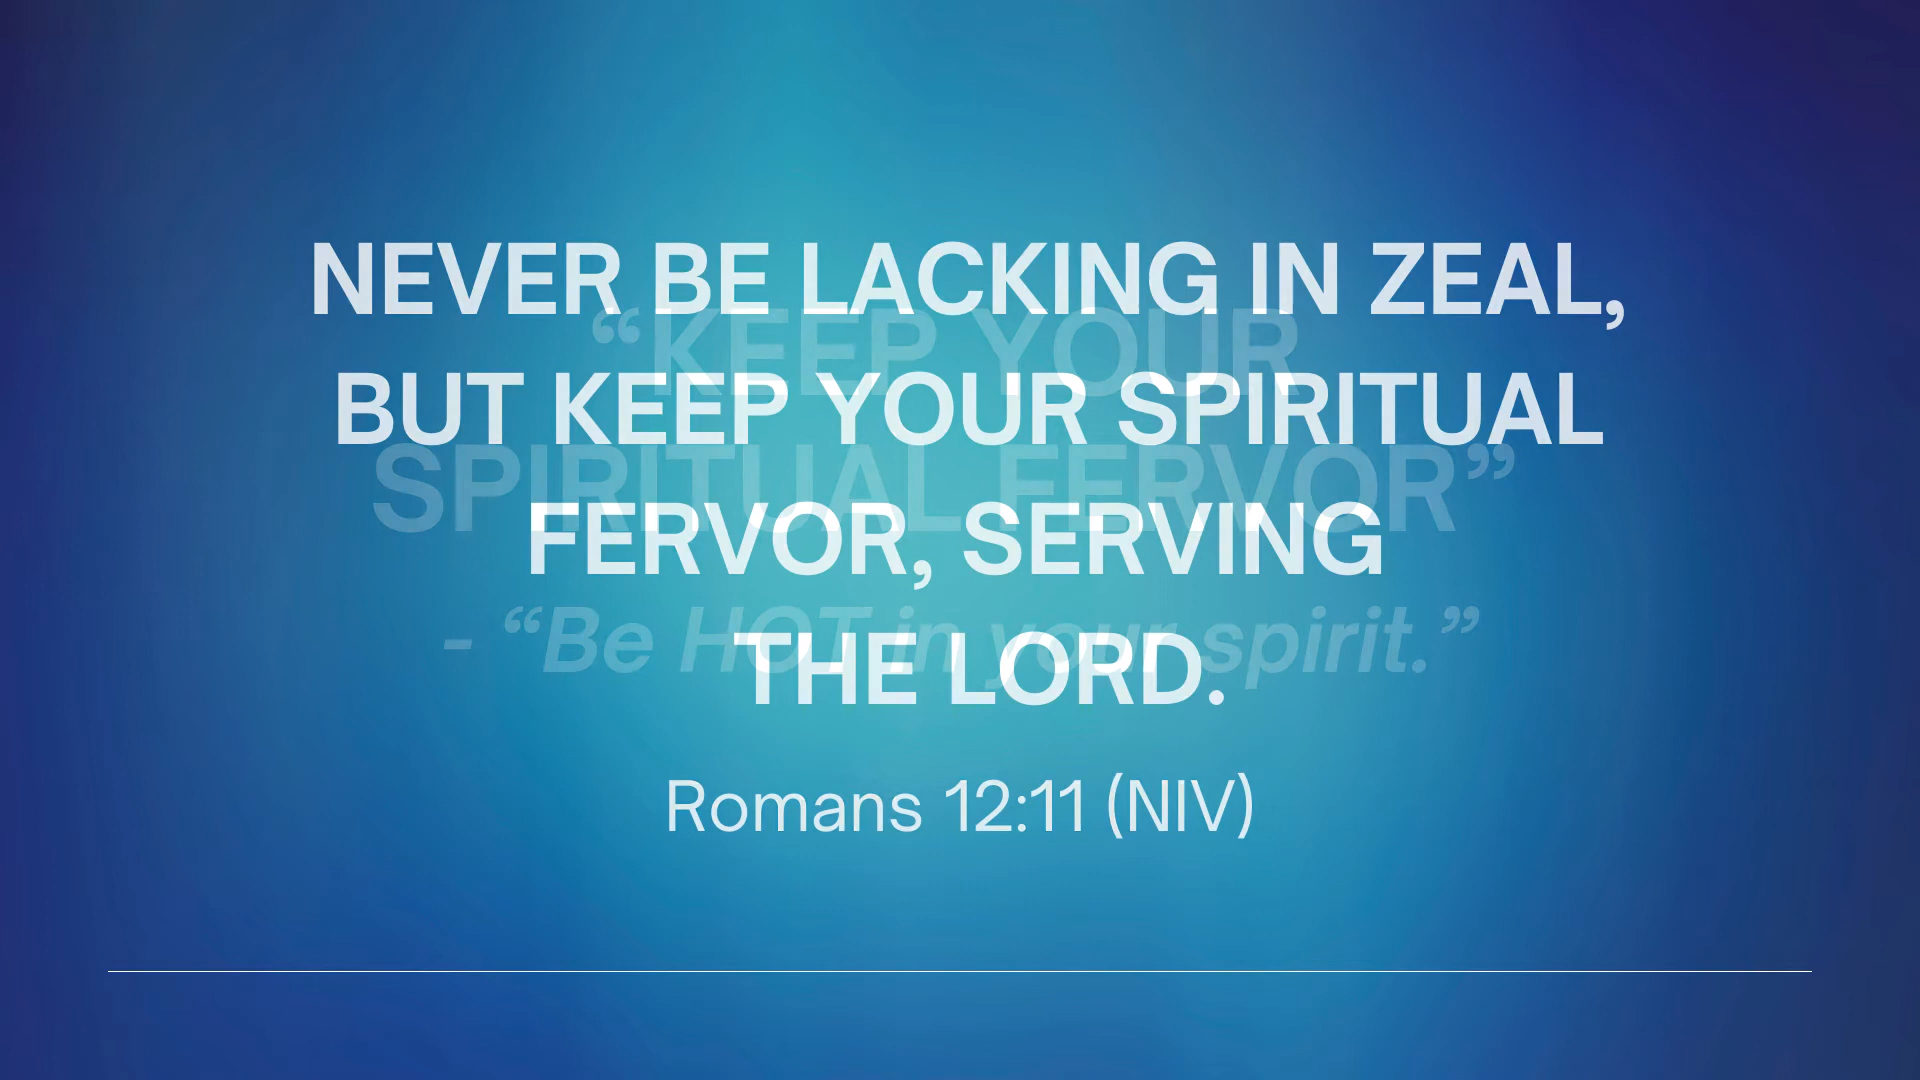 NEVER BE LACKING IN ZEAL,
“KEEP YOUR
BUT KEEP YOUR SPIRITUAL
SPIRITUAL FERVOR”
FERVOR, SERVING
- “Be HOT in your spirit.”
THE LORD.
Romans 12:11 (NIV)